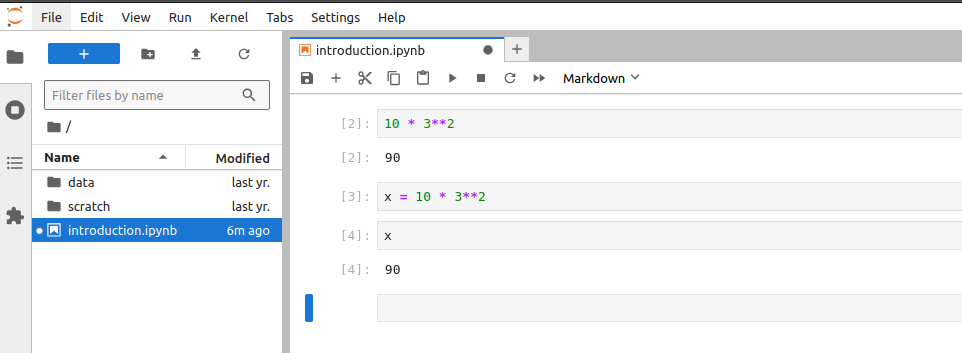 File Edit View Run Kernel Tabs Settings Help
introduction.ipynb
Markdown
Filter files by name
/
Name Modified
data last yr.
scratch last yr.
introduction.ipynb 6m ago
[2]: 10 * 3**2
[2]: 90
[3]: x = 10 * 3**2
[4]: x
[4]: 90